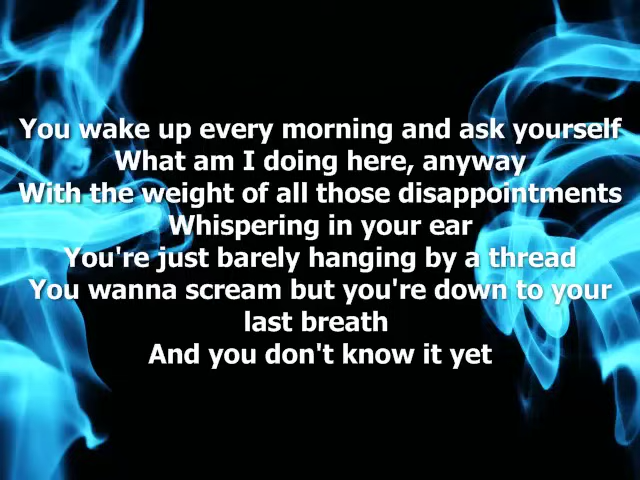 You wake up every morning and ask yourself
What am I doing here, anyway
With the weight of all those disappointments
Whispering in your ear
You're just barely hanging by a thread
You wanna scream but you're down to your
last breath
And you don't know it yet